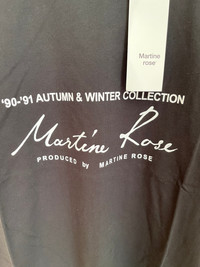 Martine
rose
'90-'91 AUTUMN & WINTER COLLECTION
Martine Rose
PRODUCED by MARTINE ROSE